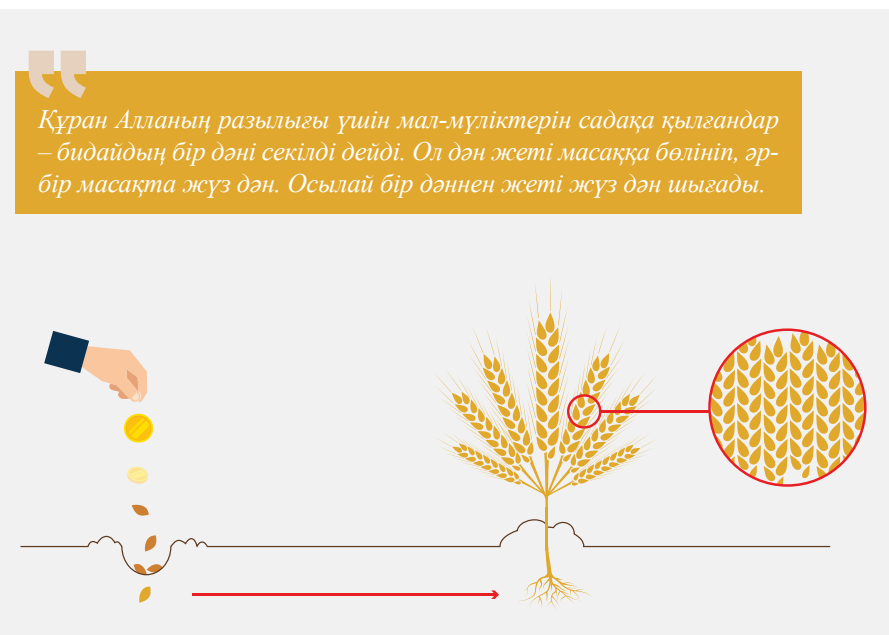 Құран Алланың разылығы үшін мал-мүліктерін садақа қылғандар
– бидайдың бір дәні секілді дейді. Ол дән жеті масаққа бөлініп, әр-
бір масақта жүз дән. Осылай бір дәннен жеті жүз дән шығады.